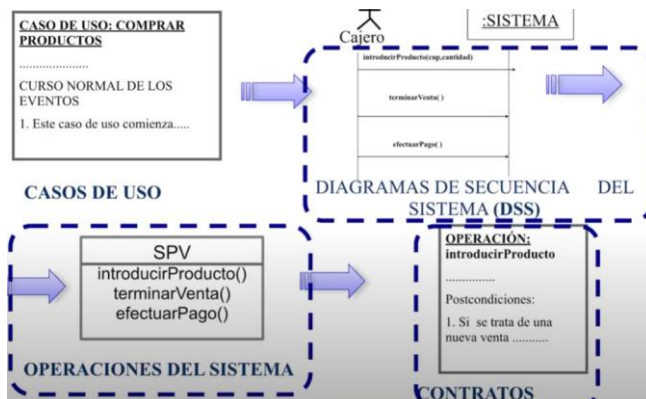 CASO DE USO: COMPRAR
PRODUCTOS
.....................
CURSO NORMAL DE LOS
EVENTOS
1. Este caso de uso comienza.....
CASOS DE USO
Cajero
:SISTEMA
introducirProducto(cup,cantidad)
terminarVenta( )
efectuarPago( )
DIAGRAMAS DE SECUENCIA DEL
SISTEMA (DSS)
SPV
introducirProducto()
terminarVenta()
efectuarPago()
OPERACIONES DEL SISTEMA
OPERACIÓN:
introducirProducto
..............
Postcondiciones:
1. Si se trata de una
nueva venta ...........
CONTRATOS